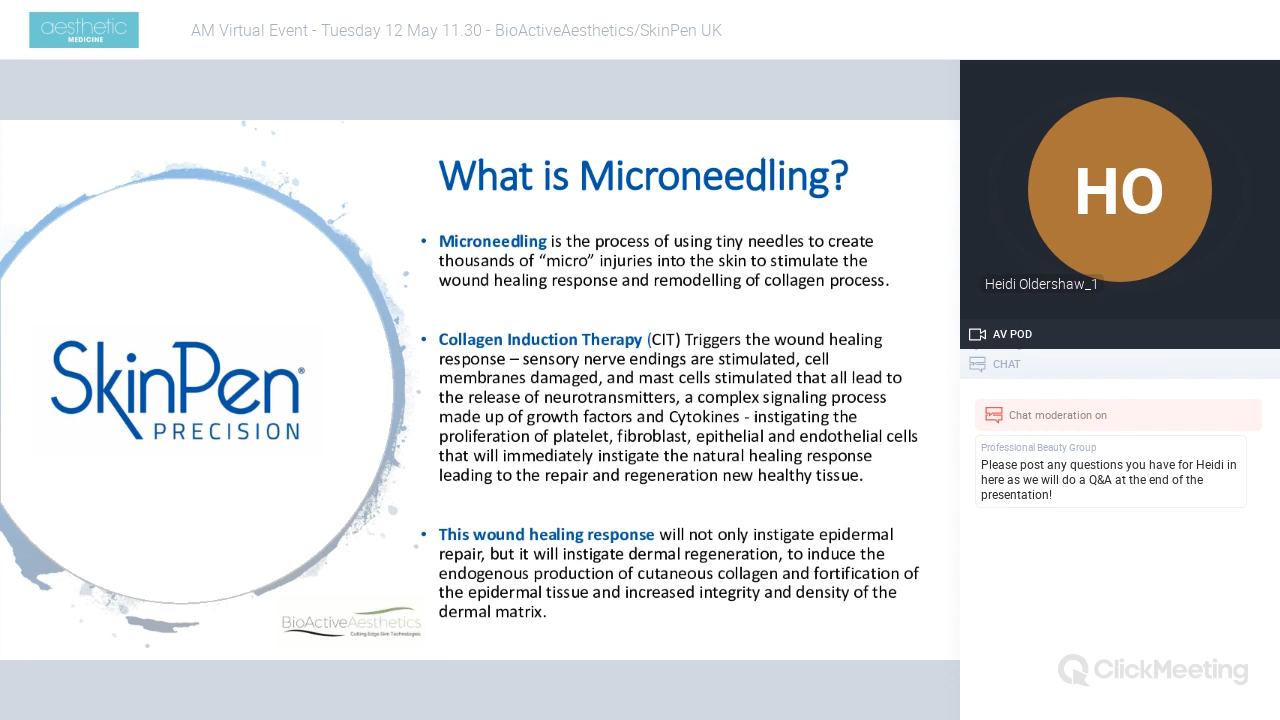 aesthetic
MEDICINE
AM Virtual Event - Tuesday 12 May 11.30 - BioActiveAesthetics/SkinPen UK
What is Microneedling?
• Microneedling is the process of using tiny needles to create
thousands of “micro” injuries into the skin to stimulate the
wound healing response and remodelling of collagen process.
• Collagen Induction Therapy (CIT) Triggers the wound healing
response – sensory nerve endings are stimulated, cell
membranes damaged, and mast cells stimulated that all lead to
the release of neurotransmitters, a complex signaling process
made up of growth factors and Cytokines - instigating the
proliferation of platelet, fibroblast, epithelial and endothelial cells
that will immediately instigate the natural healing response
leading to the repair and regeneration new healthy tissue.
• This wound healing response will not only instigate epidermal
repair, but it will instigate dermal regeneration, to induce the
endogenous production of cutaneous collagen and fortification of
the epidermal tissue and increased integrity and density of the
dermal matrix.
SkinPen®
PRECISION
BioActiveAesthetics
Cutting Edge Skin Technologies
HO
Heidi Oldershaw_1
AV POD
CHAT
Chat moderation on
Professional Beauty Group
Please post any questions you have for Heidi in
here as we will do a Q&A at the end of the
presentation!
ClickMeeting